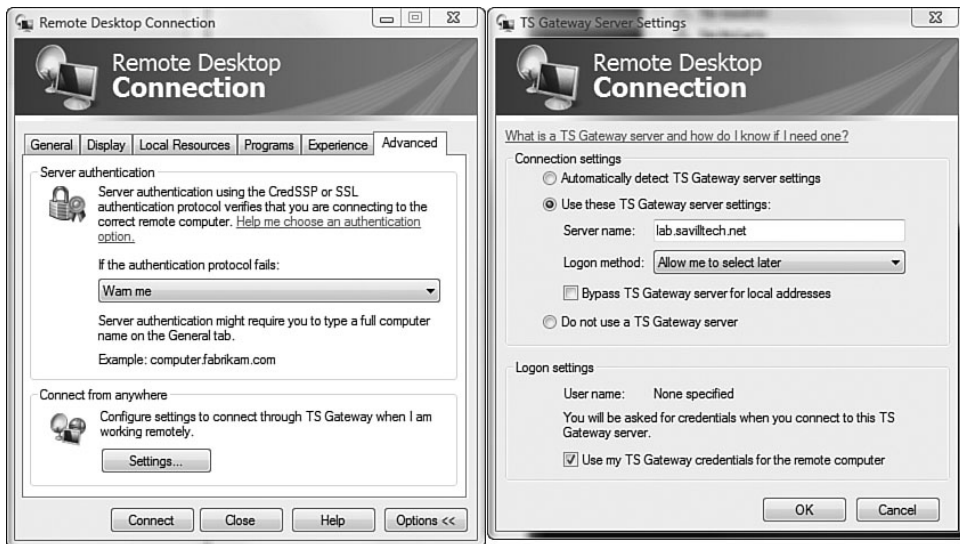 Remote Desktop Connection
Remote Desktop
Connection
General Display Local Resources Programs Experience Advanced
Server authentication
Server authentication using the CredSSP or SSL
authentication protocol verifies that you are connecting to the
correct remote computer. Help me choose an authentication
option.
If the authentication protocol fails:
Warn me
Server authentication might require you to type a full computer
name on the General tab.
Example: computer.fabrikam.com
Connect from anywhere
Configure settings to connect through TS Gateway when I am
working remotely.
Settings...
Connect Close Help Options <<
TS Gateway Server Settings
Remote Desktop
Connection
What is a TS Gateway server and how do I know if I need one?
Connection settings
Automatically detect TS Gateway server settings
Use these TS Gateway server settings:
Server name: lab.savilltech.net
Logon method: Allow me to select later
Bypass TS Gateway server for local addresses
Do not use a TS Gateway server
Logon settings
User name: None specified
You will be asked for credentials when you connect to this TS
Gateway server.
Use my TS Gateway credentials for the remote computer
OK Cancel